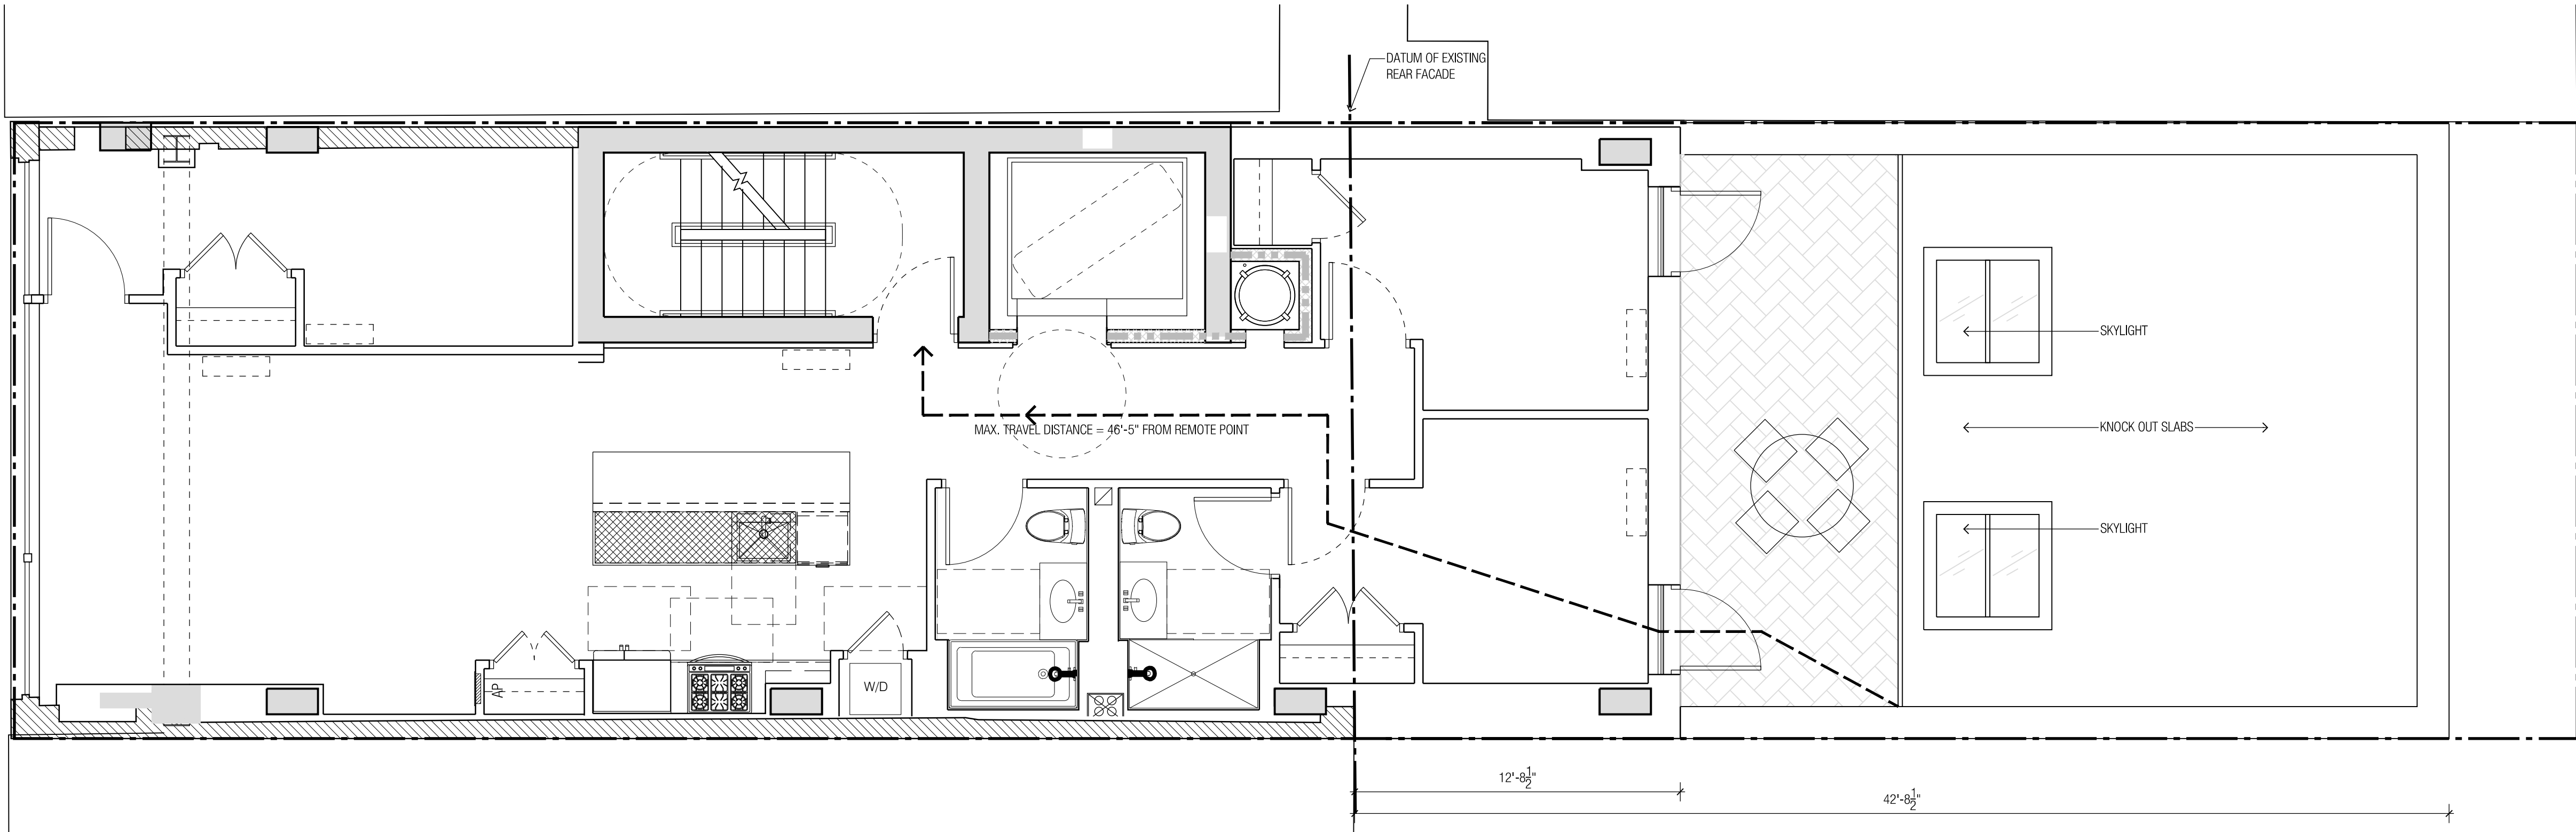 DATUM OF EXISTING
REAR FACADE
SKYLIGHT
MAX. TRAVEL DISTANCE = 46'-5" FROM REMOTE POINT
KNOCK OUT SLABS
SKYLIGHT
AP
W/D
12'-8½"
42'-8½"